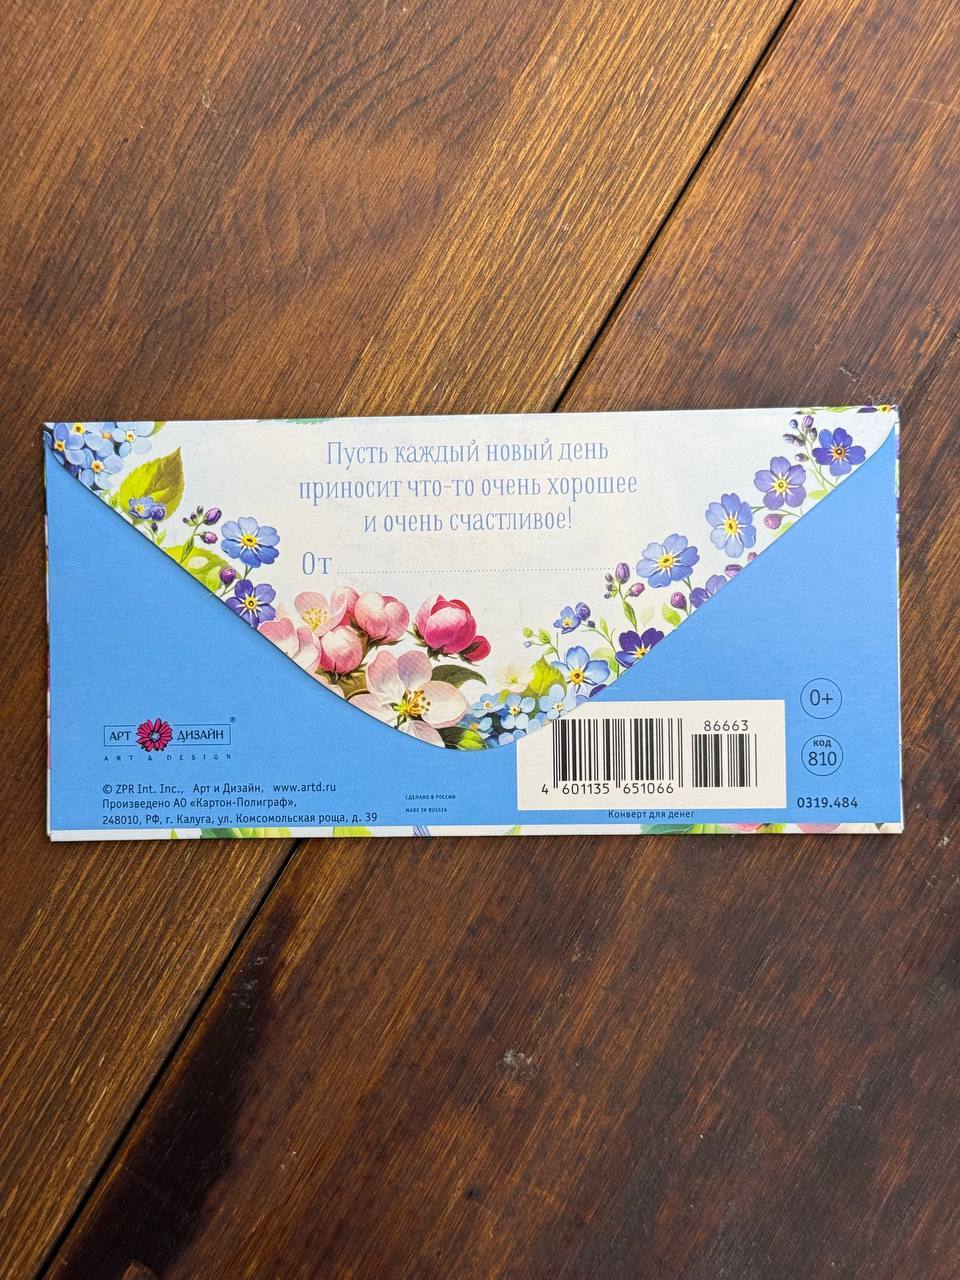 Пусть каждый новый день
приносит что-то очень хорошее
и очень счастливое!
От
АРТ ДИЗАЙН ®
ART & DESIGN
© ZPR Int. Inc., Арт и Дизайн, www.artd.ru
Произведено АО «Картон-Полиграф»,
248010, РФ, г. Калуга, ул. Комсомольская роща, д. 39
СДЕЛАНО В РОССИИ
MADE IN RUSSIA
86663
4 601135 651066
Конверт для денег
0+
код
810
0319.484